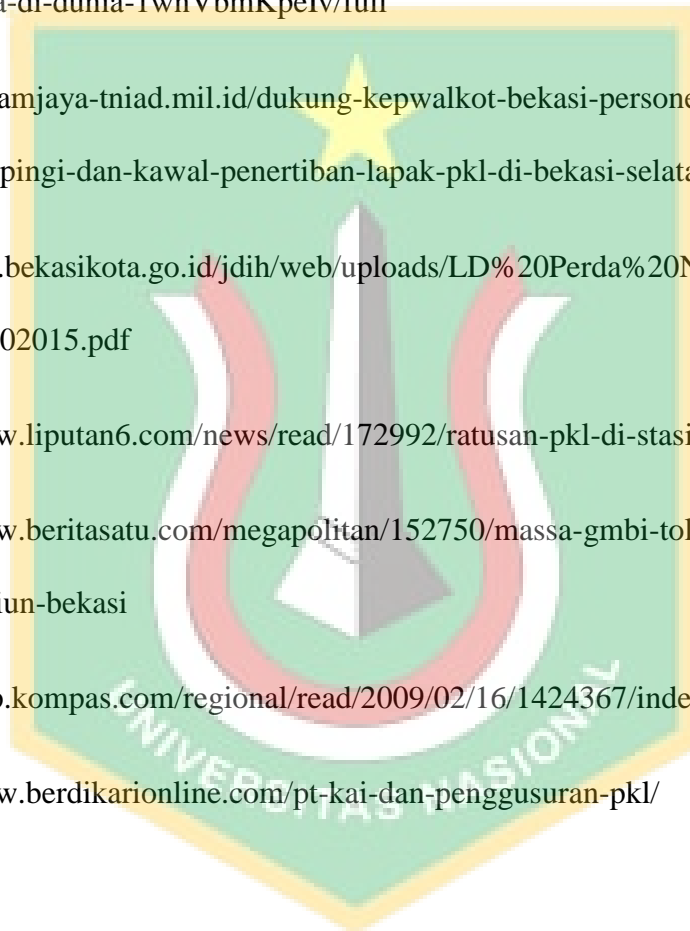 a-di-dunia-1whVbmKpeIv/full
amjaya-tniad.mil.id/dukung-kepwalkot-bekasi-persone
pingi-dan-kawal-penertiban-lapak-pkl-di-bekasi-selata
.bekasikota.go.id/jdih/web/uploads/LD%20Perda%20N
02015.pdf
w.liputan6.com/news/read/172992/ratusan-pkl-di-stasi
w.beritasatu.com/megapolitan/152750/massa-gmbi-tol
iun-bekasi
o.kompas.com/regional/read/2009/02/16/1424367/inde
w.berdikarionline.com/pt-kai-dan-penggusuran-pkl/
UNIVERSITAS NASIONAL